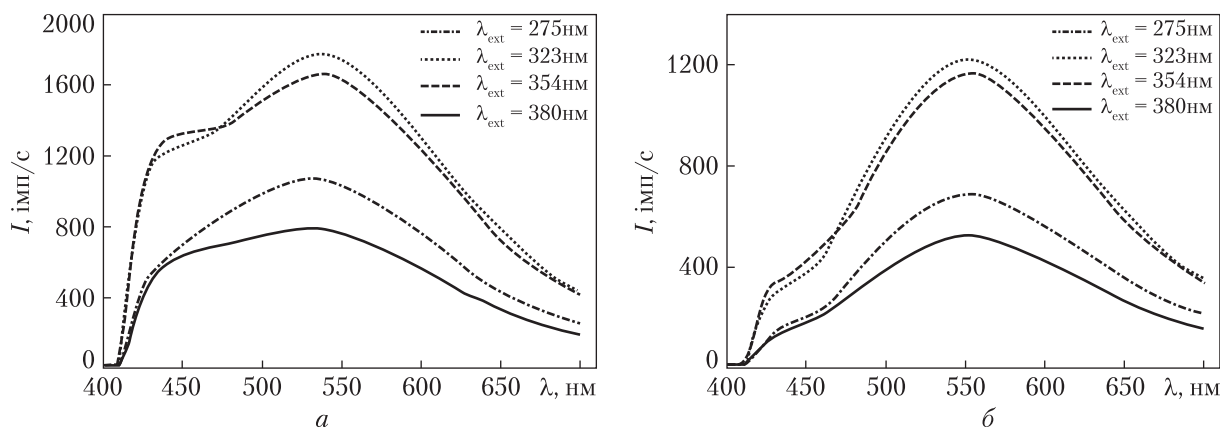 I, імп/с
2000
1600
1200
800
400
0
400 450 500 550 600 650 λ, нм
λext = 275нм
λext = 323нм
λext = 354нм
λext = 380нм
а
I, імп/с
1200
800
400
0
400 450 500 550 600 650 λ, нм
λext = 275нм
λext = 323нм
λext = 354нм
λext = 380нм
б